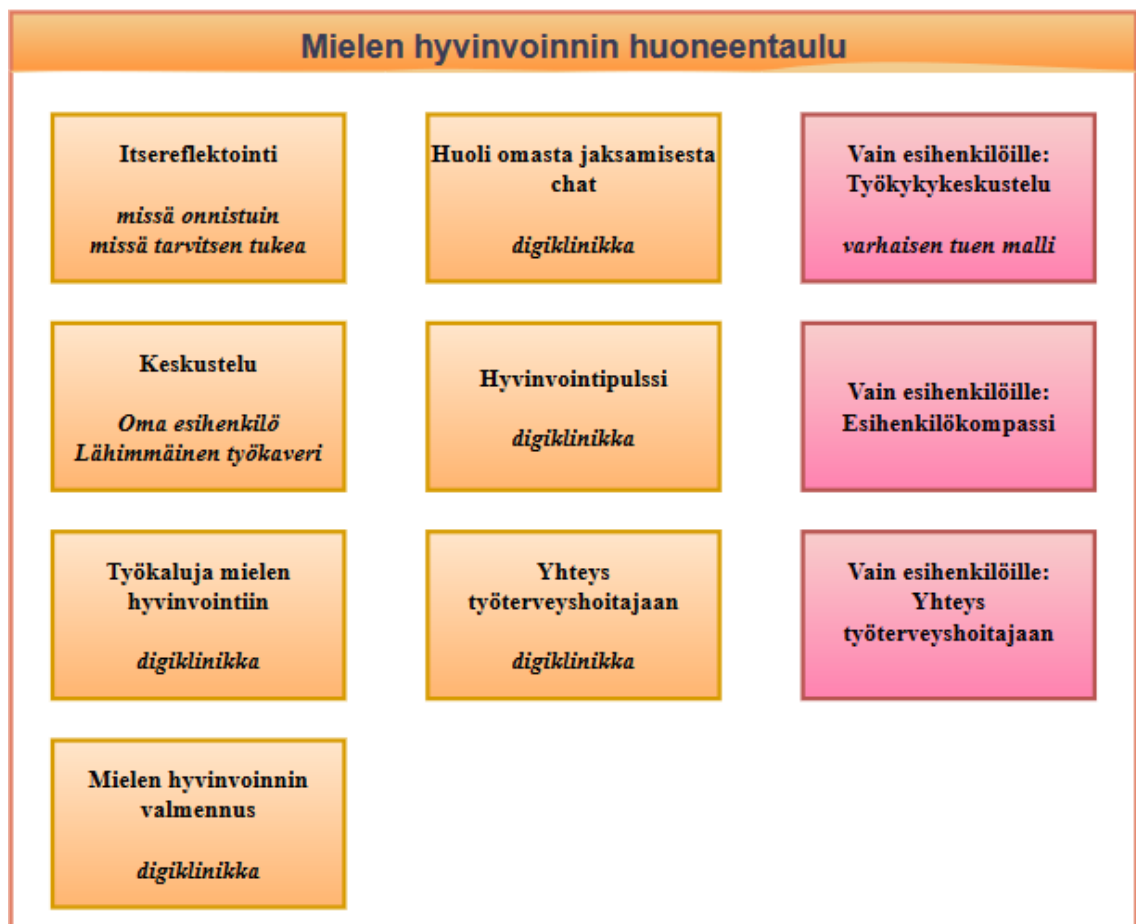 Mielen hyvinvoinnin huoneentaulu
Itsereflektointi
missä onnistuin
missä tarvitsen tukea
Huoli omasta jaksamisesta
chat
digiklinikka
Vain esihenkilöille:
Työkykykeskustelu
varhaisen tuen malli
Keskustelu
Oma esihenkilö
Lähimmäinen työkaveri
Hyvinvointipulssi
digiklinikka
Vain esihenkilöille:
Esihenkilökompassi
Työkaluja mielen
hyvinvointiin
digiklinikka
Yhteys
työterveyshoitajaan
digiklinikka
Vain esihenkilöille:
Yhteys
työterveyshoitajaan
Mielen hyvinvoinnin
valmennus
digiklinikka